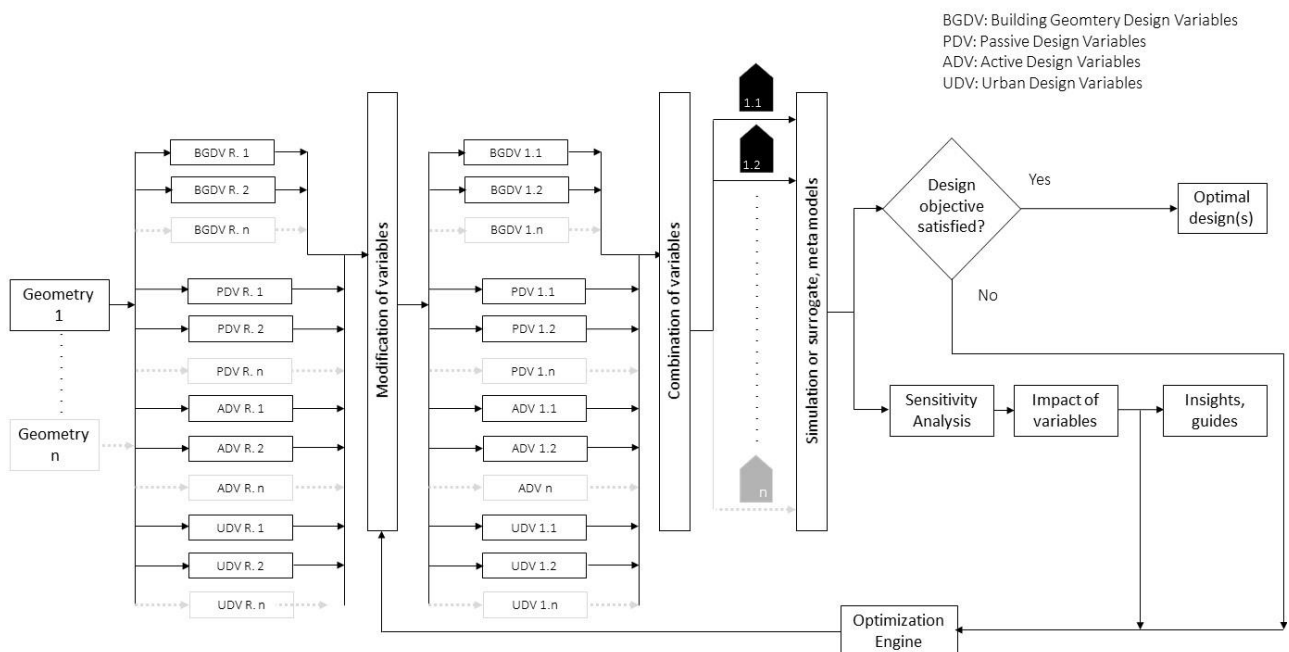 BGDV: Building Geomtery Design Variables
PDV: Passive Design Variables
ADV: Active Design Variables
UDV: Urban Design Variables
Geometry
1
Geometry
n
BGDV R. 1
BGDV R. 2
BGDV R. n
PDV R. 1
PDV R. 2
PDV R. n
ADV R. 1
ADV R. 2
ADV R. n
UDV R. 1
UDV R. 2
UDV R. n
Modification of variables
BGDV 1.1
BGDV 1.2
BGDV 1.n
PDV 1.1
PDV 1.2
PDV 1.n
ADV 1.1
ADV 1.2
ADV n
UDV 1.1
UDV 1.2
UDV 1.n
Combination of variables
1.1
1.2
n
Simulation or surrogate, meta models
Design
objective
satisfied?
Yes
No
Optimal
design(s)
Sensitivity
Analysis
Impact of
variables
Insights,
guides
Optimization
Engine